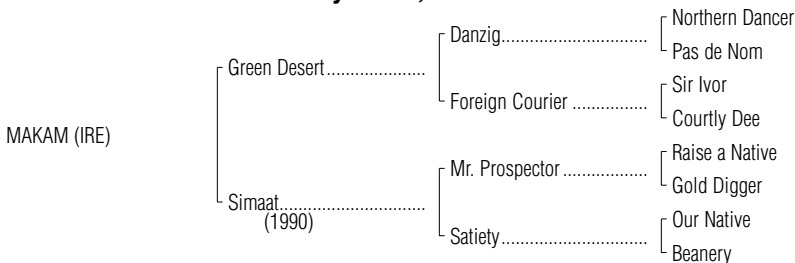 Northern Dancer
Danzig
Pas de Nom
Green Desert
Sir Ivor
Foreign Courier
Courtly Dee
MAKAM (IRE)
Raise a Native
Mr. Prospector
Gold Digger
Simaat
(1990)
Our Native
Satiety
Beanery